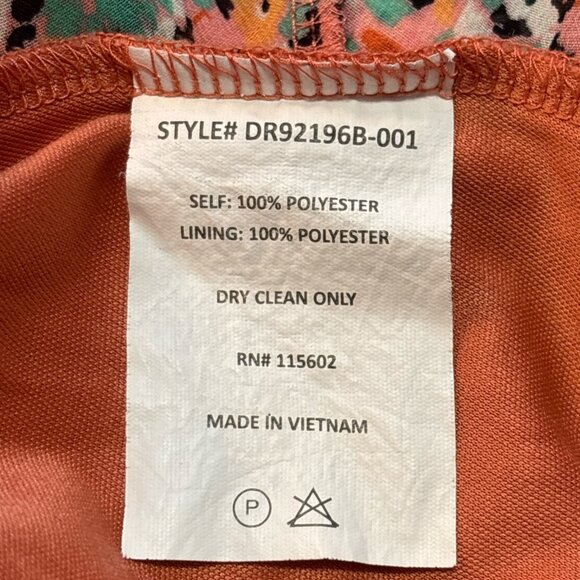 STYLE# DR92196B-001
SELF: 100% POLYESTER
LINING: 100% POLYESTER
DRY CLEAN ONLY
RN# 115602
MADE IN VIETNAM
P